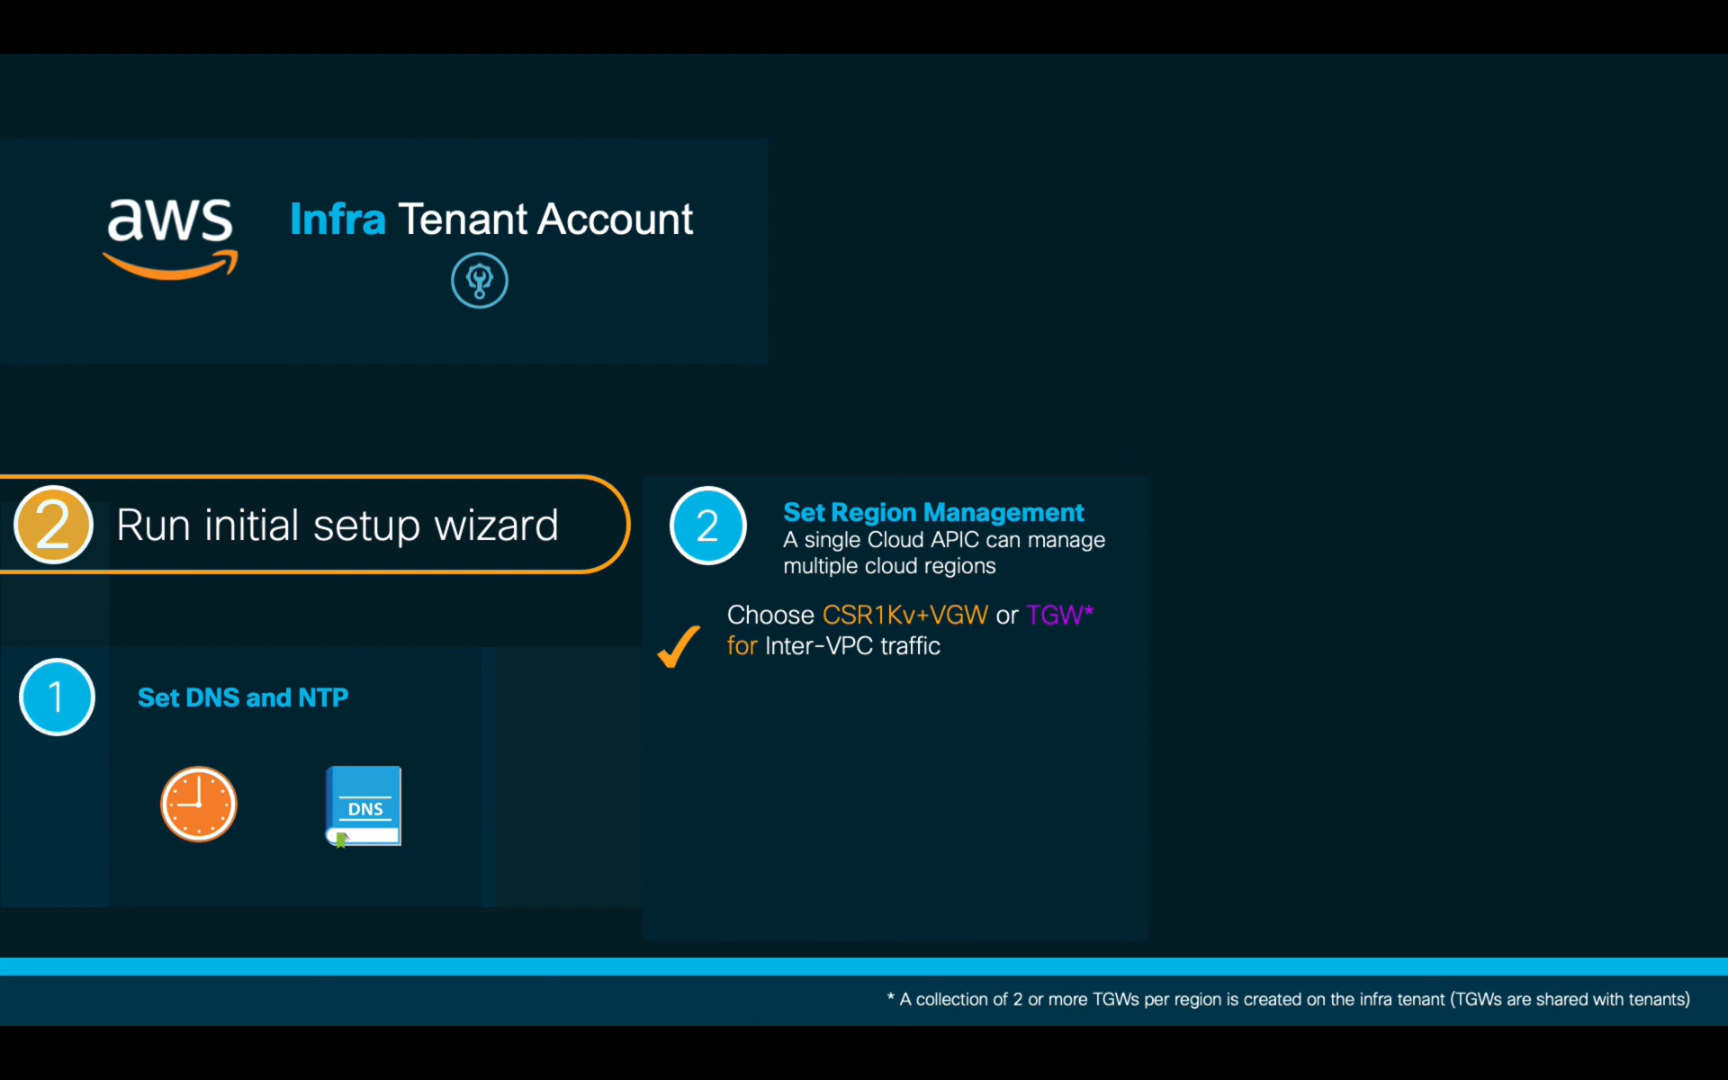 aws
Infra Tenant Account
2 Run initial setup wizard
1 Set DNS and NTP
DNS
2 Set Region Management
A single Cloud APIC can manage
multiple cloud regions
Choose CSR1Kv+VGW or TGW*
for Inter-VPC traffic
* A collection of 2 or more TGWs per region is created on the infra tenant (TGWs are shared with tenants)